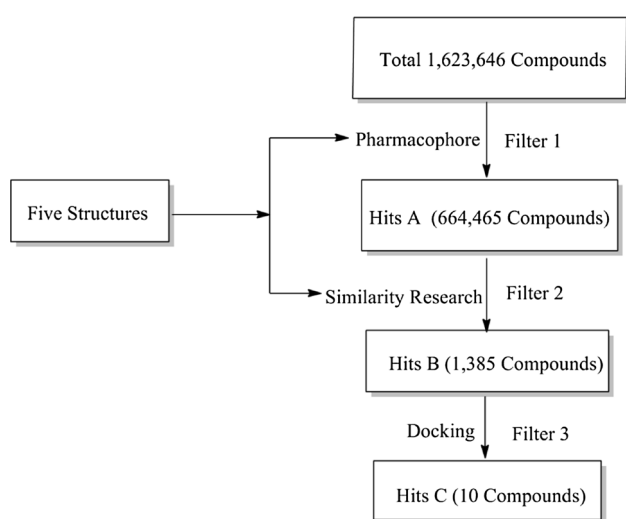 Total 1,623,646 Compounds
Pharmacophore
Filter 1
Five Structures
Hits A (664,465 Compounds)
Similarity Research
Filter 2
Hits B (1,385 Compounds)
Docking
Filter 3
Hits C (10 Compounds)